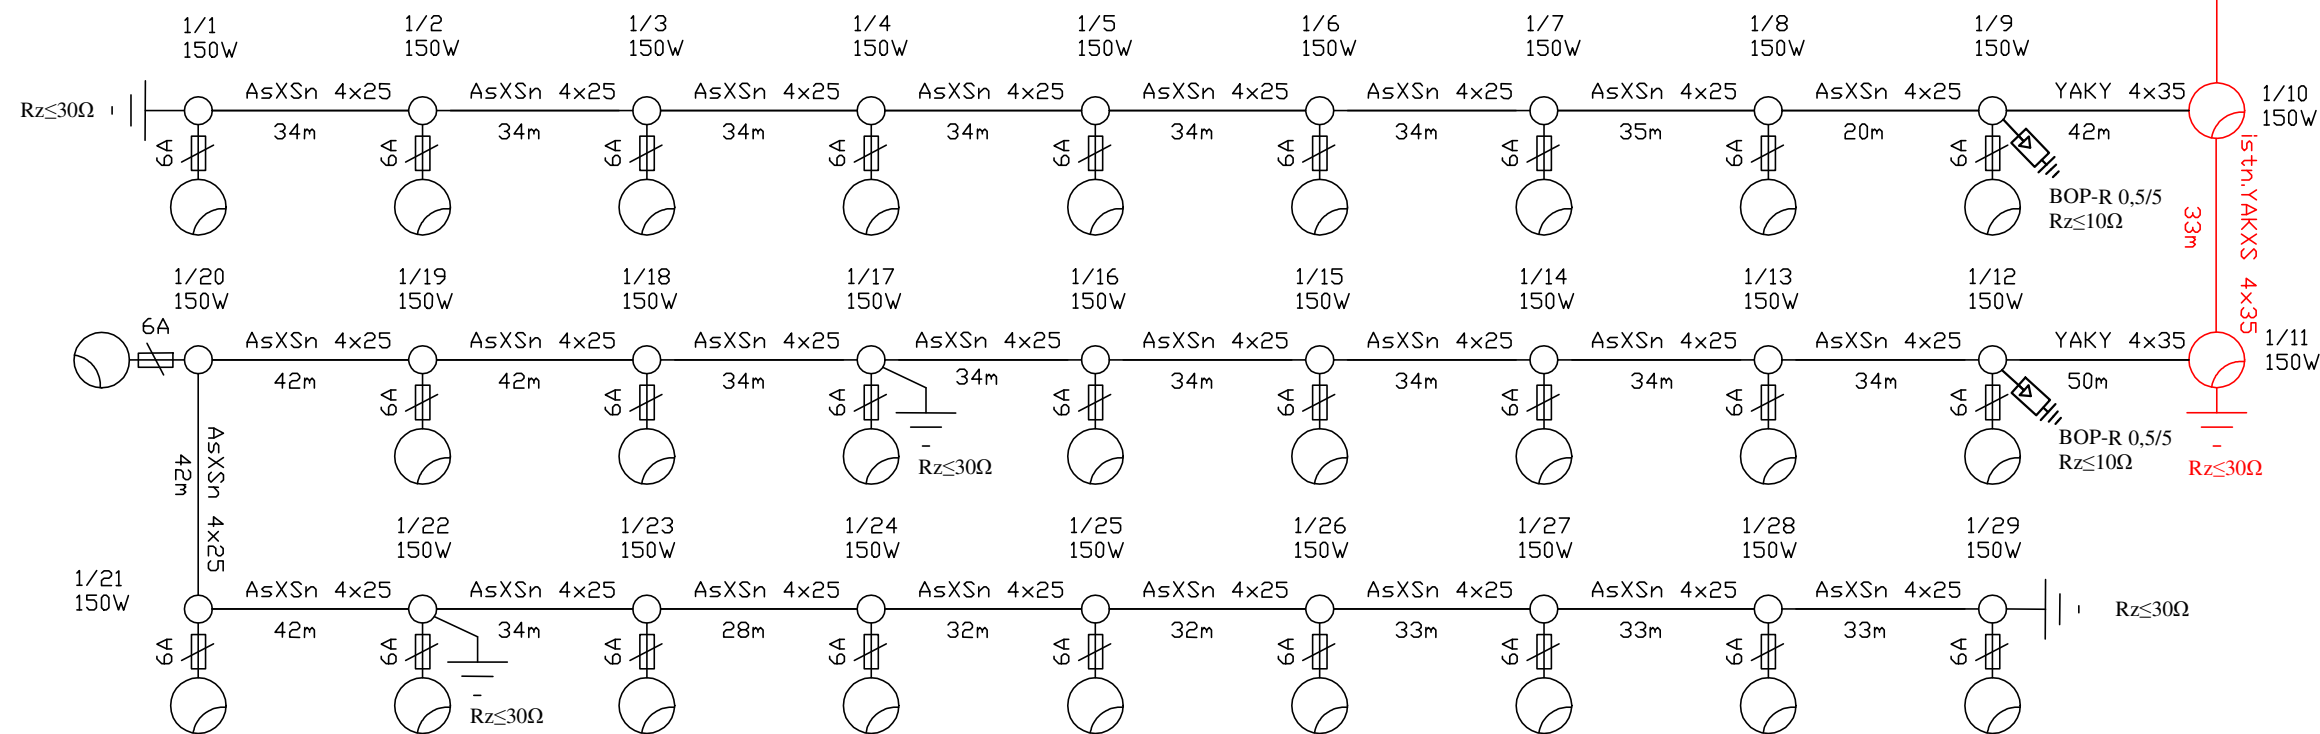 1/1 1/2 1/3 1/4 1/5 1/6 1/7 1/8 1/9
150W 150W 150W 150W 150W 150W 150W 150W 150W
AsXSn 4x25 AsXSn 4x25 AsXSn 4x25 AsXSn 4x25 AsXSn 4x25 AsXSn 4x25 AsXSn 4x25 AsXSn 4x25 YAKY 4x35 1/10
Rz≤30Ω 150W
34m 34m 34m 34m 34m 34m 35m 20m 42m
6A 6A 6A 6A 6A 6A 6A 6A 6A
BOP-R 0,5/5
Rz≤10Ω
33m
istn.YAKXS 4x35
1/20 1/19 1/18 1/17 1/16 1/15 1/14 1/13 1/12
150W 150W 150W 150W 150W 150W 150W 150W 150W
6A
AsXSn 4x25 AsXSn 4x25 AsXSn 4x25 AsXSn 4x25 AsXSn 4x25 AsXSn 4x25 AsXSn 4x25 AsXSn 4x25 YAKY 4x35 1/11
150W
42m 42m 34m 34m 34m 34m 34m 34m 50m
6A 6A 6A 6A 6A 6A 6A 6A
BOP-R 0,5/5
Rz≤10Ω
Rz≤30Ω
Rz≤30Ω
42m
AsXSn 4x25
1/22 1/23 1/24 1/25 1/26 1/27 1/28 1/29
150W 150W 150W 150W 150W 150W 150W 150W
1/21
150W
AsXSn 4x25 AsXSn 4x25 AsXSn 4x25 AsXSn 4x25 AsXSn 4x25 AsXSn 4x25 AsXSn 4x25 AsXSn 4x25
Rz≤30Ω
42m 34m 28m 32m 32m 33m 33m 33m
6A 6A 6A 6A 6A 6A 6A 6A 6A
Rz≤30Ω